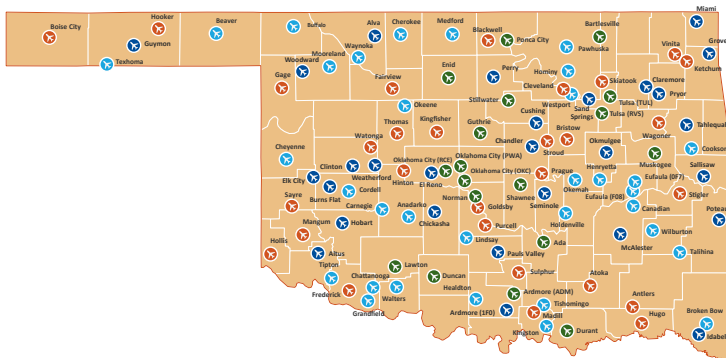 Miami
Hooker
Beaver
Buffalo
Alva
Cherokee
Medford
Blackwell
Bartlesville
Boise City
Ponca City
Guymon
Waynoka
Pawhuska
Vinita
Grove
Texhoma
Woodward
Mooreland
Enid
Perry
Hominy
Ketchum
Gage
Fairview
Cleveland
Skiatook
Claremore
Pryor
Okeene
Stillwater
Westport
Sand
Springs
Tulsa (TUL)
Tulsa (RVS)
Cushing
Thomas
Kingfisher
Guthrie
Bristow
Wagoner
Tahlequah
Watonga
Chandler
Stroud
Okmulgee
Cookson
Cheyenne
Oklahoma City (RCE)
Oklahoma City (PWA)
Clinton
Weatherford
Hinton
El Reno
Oklahoma City (OKC)
Prague
Henryetta
Muskogee
Sallisaw
Elk City
Burns Flat
Cordell
Shawnee
Okemah
Eufaula (F7)
Eufaula (F08)
Stigler
Sayre
Carnegie
Anadarko
Norman
Goldsby
Seminole
Canadian
Poteau
Mangum
Hobart
Chickasha
Purcell
Holdenville
Wilburton
Hollis
Altus
Lindsay
Pauls Valley
Ada
McAlester
Talihina
Tipton
Chattanooga
Lawton
Duncan
Sulphur
Atoka
Frederick
Walters
Healdton
Ardmore (ADM)
Antlers
Grandfield
Ardmore (1F0)
Tishomingo
Madill
Kingston
Durant
Hugo
Broken Bow
Idabel